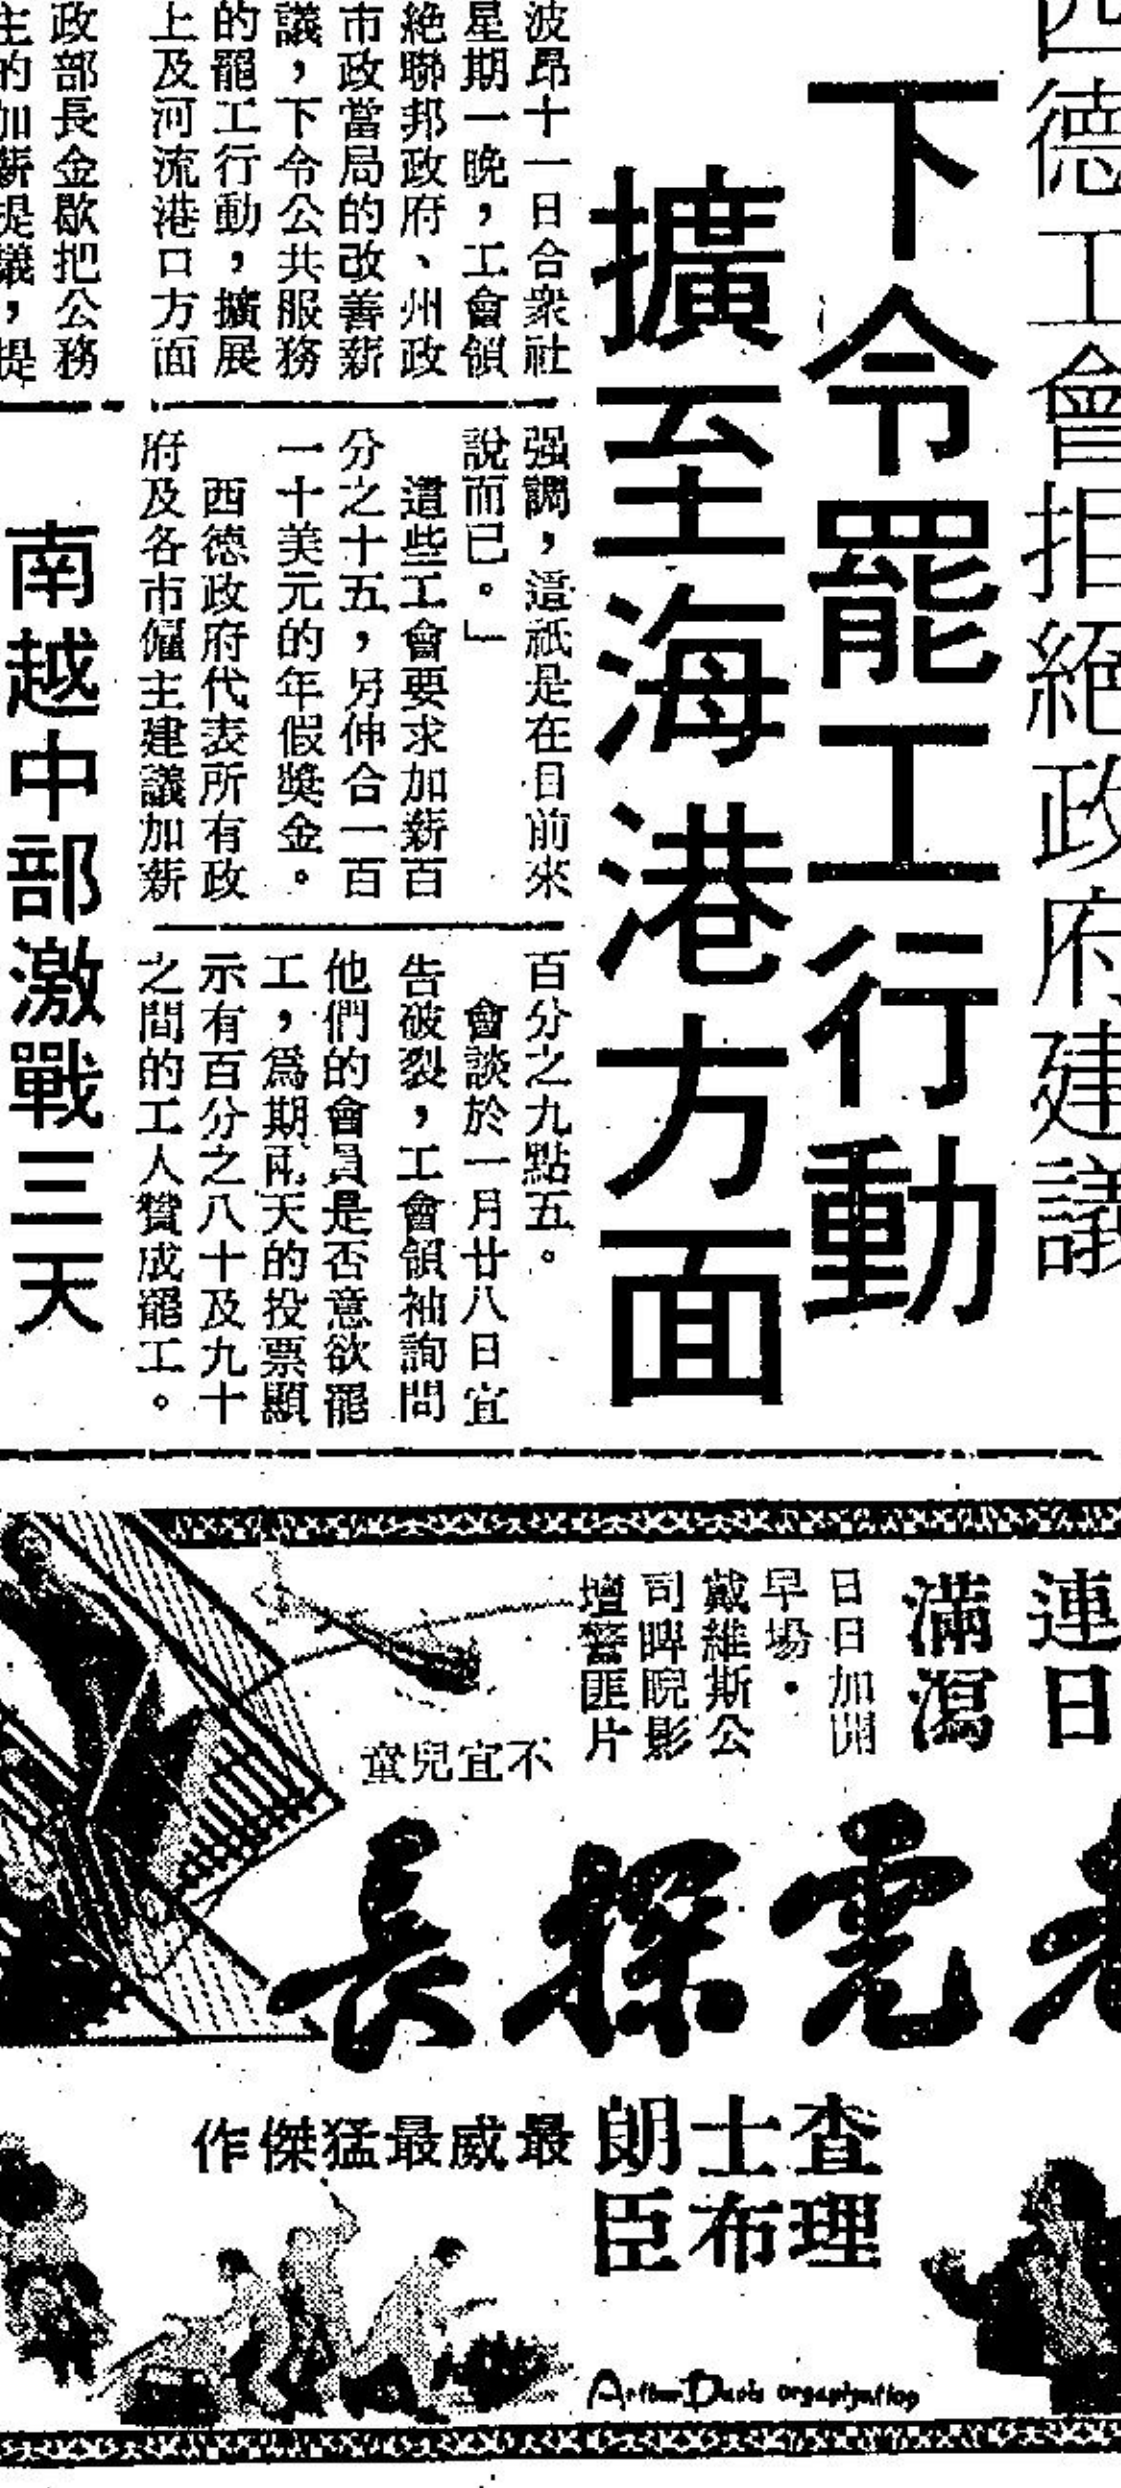 西德工會拒絕政府建議
下令罷工行動
擴至海港方面
波昂十一日合衆社
星期一晚，工會領
絕聯邦政府、州政
市政當局的改善薪
議，下令公共服務
的罷工行動，擴展
上及河流港口方面
政部長金歇把公務
主的加薪提議，提
强調，這祇是在目前來
說而已。」
這些工會要求加薪百
分之十五，另伸合一百
一十美元的年假獎金。
西德政府代表所有政
府及各市僱主建議加薪
百分之九點五。
會談於一月廿八日宣
告破裂，工會領袖詢問
他們的會員是否意欲罷
工，爲期兩天的投票顯
示有百分之八十及九十
之間的工人贊成罷工。
南越中部激戰三天
連日
滿瀉
日日加開
早場・
戴維斯公
司睥睨影
壇警匪片
不宜兒童
虎探長
查理
士布
朗臣
最威最猛傑作
Arthur Davis organization